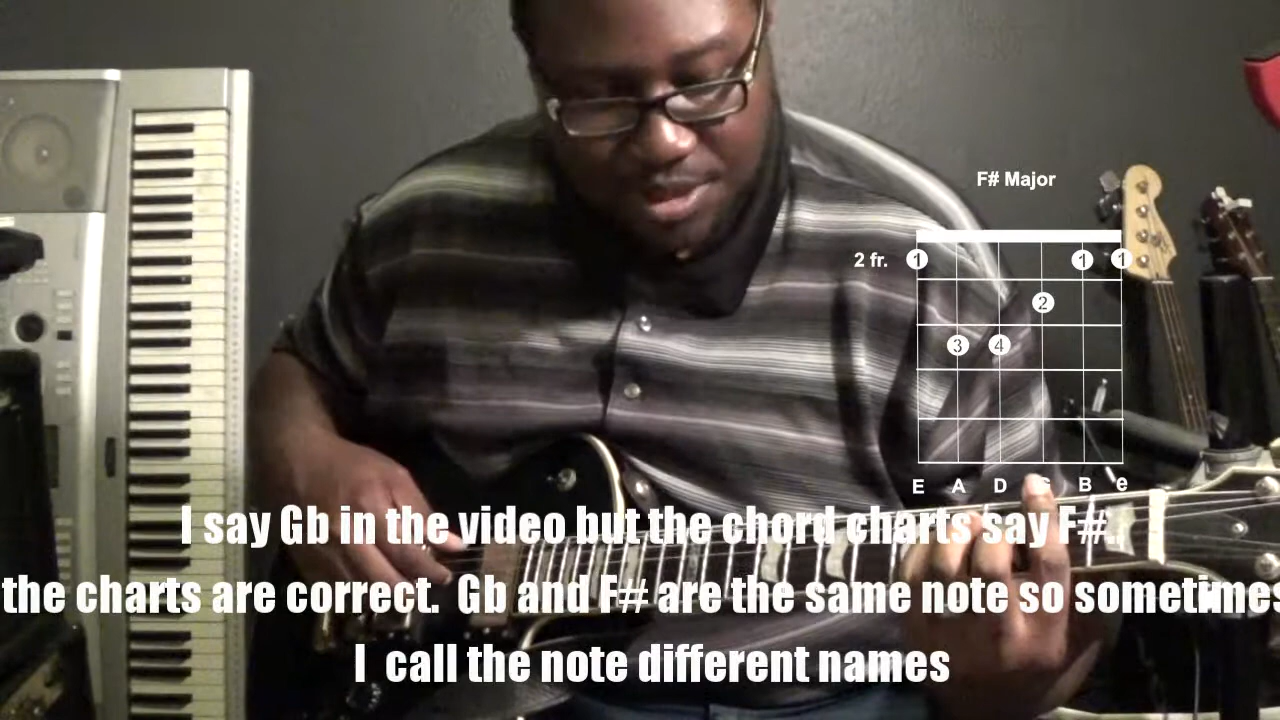 F# Major
2 fr.
1 1 1
2
3 4
E A D G B e
I say Gb in the video but the chord charts say F#..
the charts are correct. Gb and F# are the same note so sometimes
I call the note different names